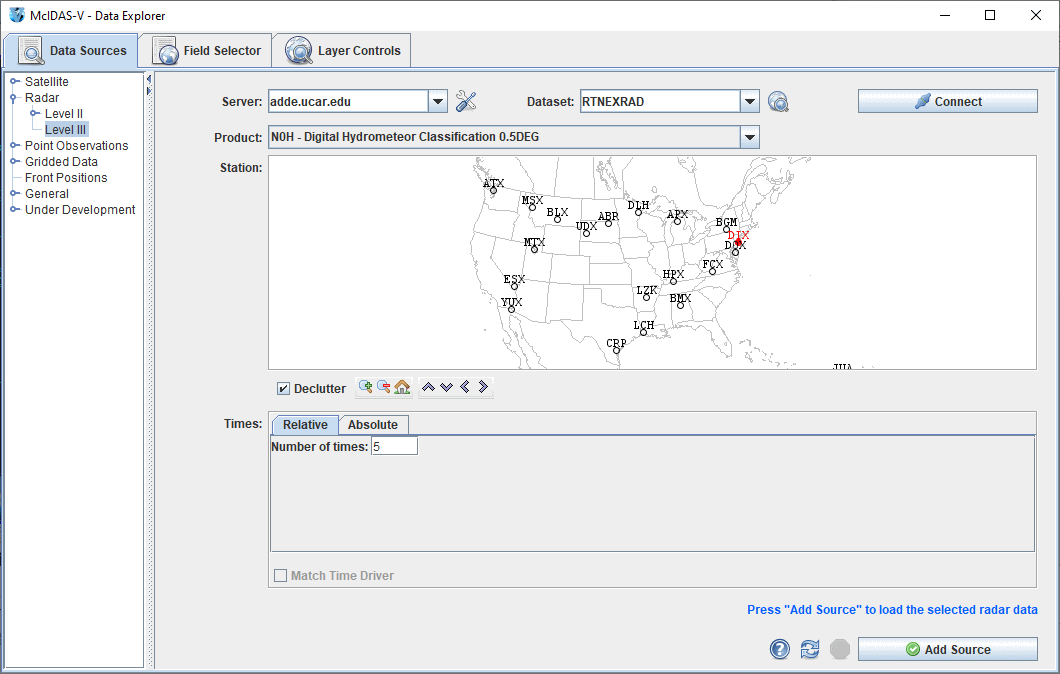 McIDAS-V - Data Explorer
Data Sources Field Selector Layer Controls
Satellite
Radar
Level II
Level III
Point Observations
Gridded Data
Front Positions
General
Under Development
Server: adde.ucar.edu Dataset: RTNEXRAD Connect
Product: N0H - Digital Hydrometeor Classification 0.5DEG
Station:
ATX
MSX
BLX
UDX
ABR
DLH
APX
BGM
DIX
MTX
FCX
ESX
HPX
YUX
LZK
BMX
LCH
CRP
JUA
Declutter
Times: Relative Absolute
Number of times: 5
Match Time Driver
Press "Add Source" to load the selected radar data
Add Source